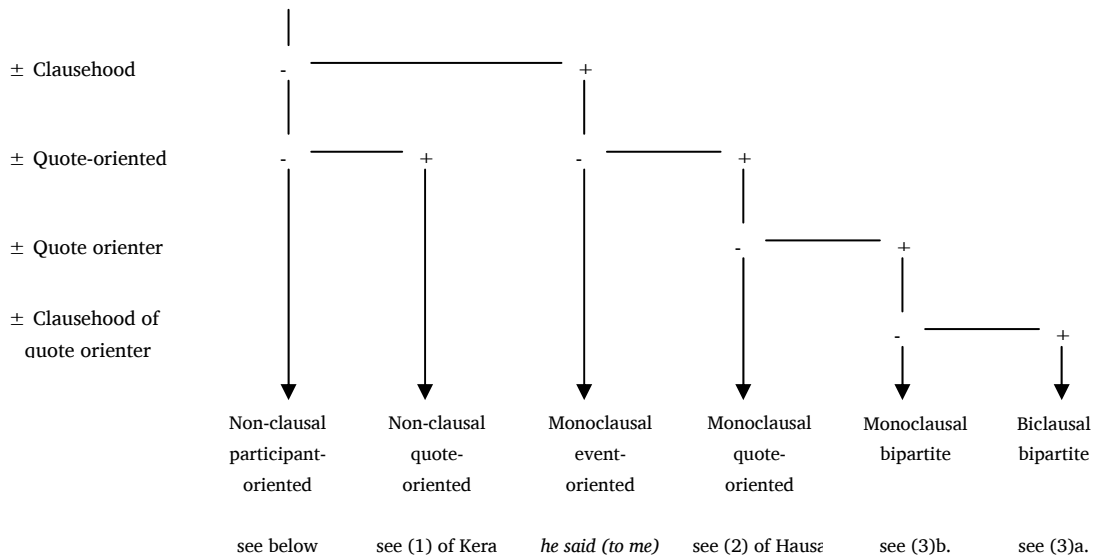 ± Clausehood - +
± Quote-oriented - + - +
± Quote orienter - +
± Clausehood of
quote orienter - +
Non-clausal Non-clausal Monoclausal Monoclausal Monoclausal Biclausal
participant- quote- event- quote- bipartite bipartite
oriented oriented oriented oriented
see below see (1) of Kera he said (to me) see (2) of Hausa see (3)b. see (3)a.